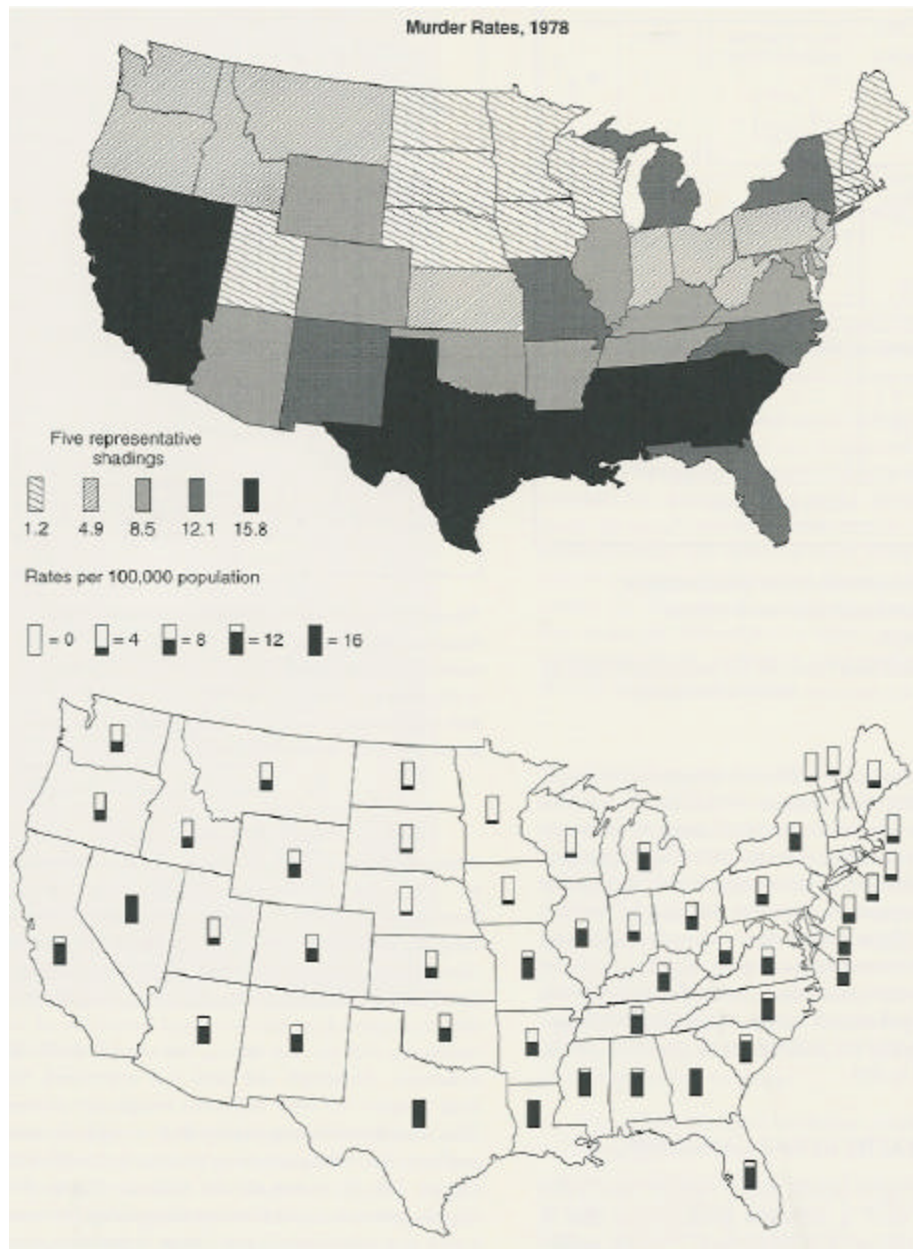 Murder Rates, 1978
Five representative
shadings
1.2 4.9 8.5 12.1 15.8
Rates per 100,000 population
= 0 = 4 = 8 = 12 = 16